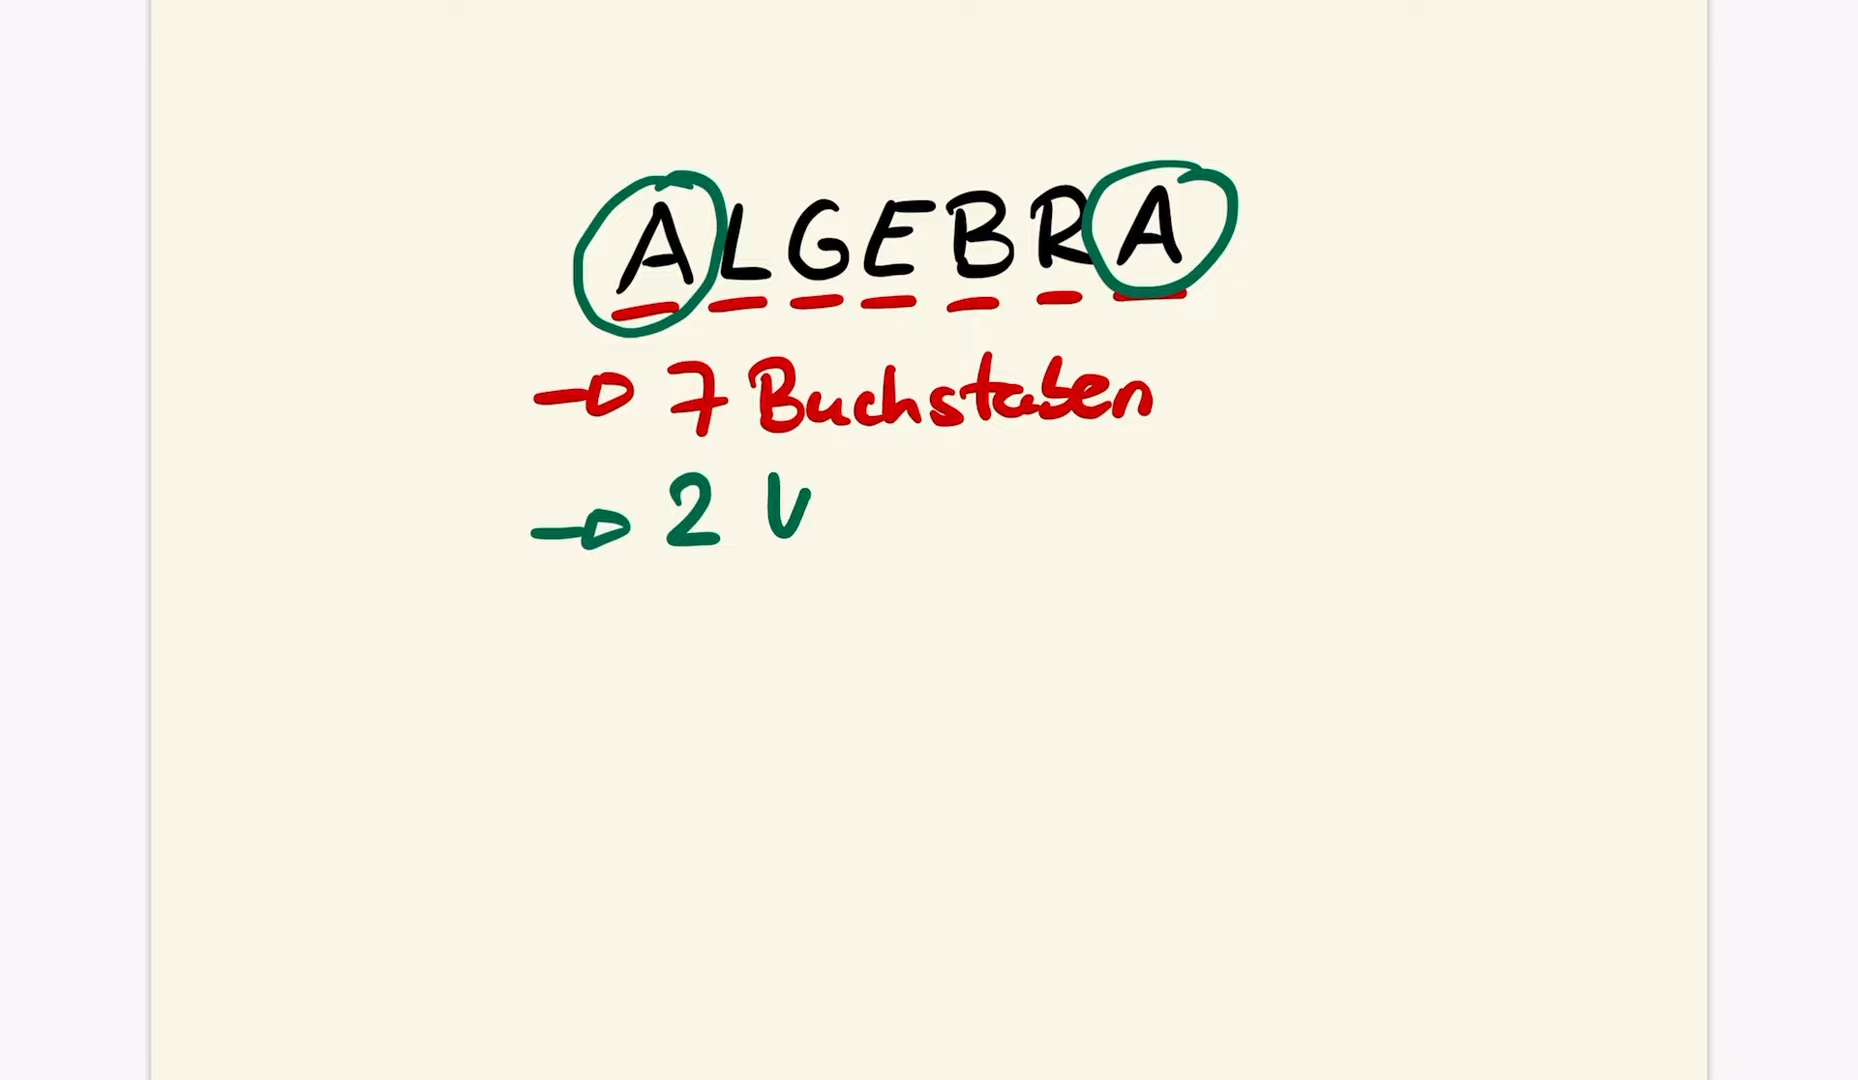 ALGEBRA
→ 7 Buchstaben
→ 2 V